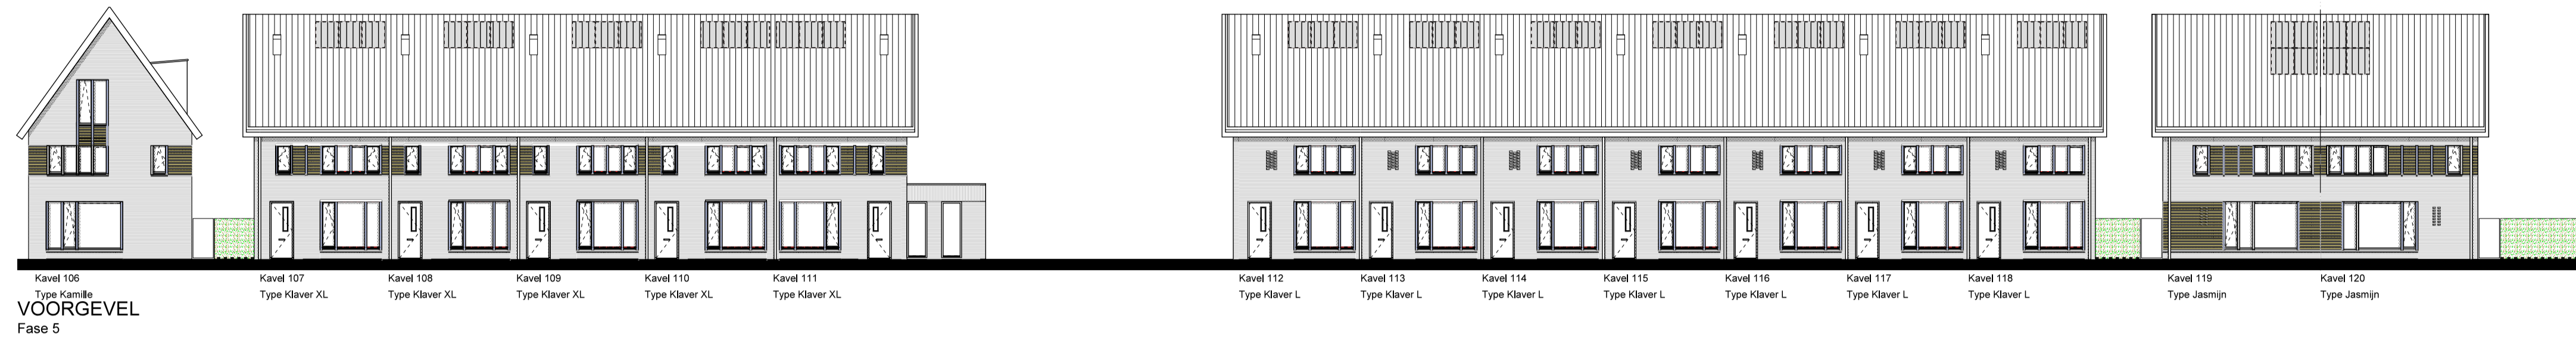 Kavel 106 Kavel 107 Kavel 108 Kavel 109 Kavel 110 Kavel 111 Kavel 112 Kavel 113 Kavel 114 Kavel 115 Kavel 116 Kavel 117 Kavel 118 Kavel 119 Kavel 120
Type Kamille Type Klaver XL Type Klaver XL Type Klaver XL Type Klaver XL Type Klaver XL Type Klaver L Type Klaver L Type Klaver L Type Klaver L Type Klaver L Type Klaver L Type Klaver L Type Jasmijn Type Jasmijn
VOORGEVEL
Fase 5